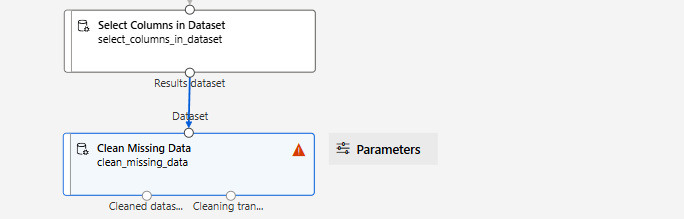 Select Columns in Dataset
select_columns_in_dataset
Results dataset
Dataset
Clean Missing Data
clean_missing_data
Parameters
Cleaned datas...
Cleaning tran...